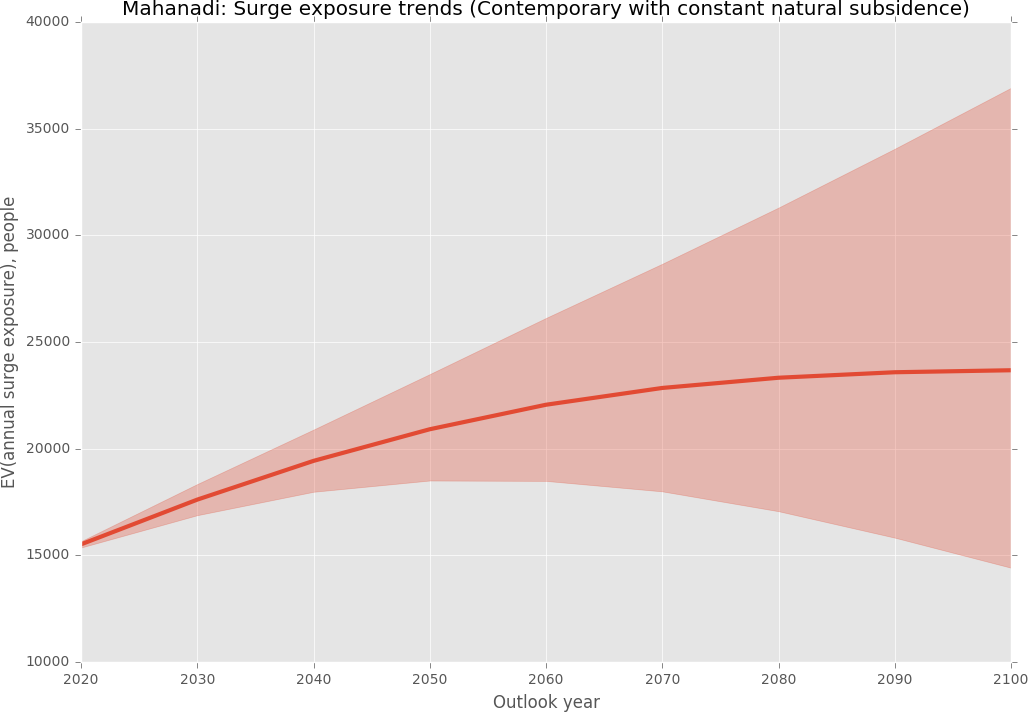 Mahanadi: Surge exposure trends (Contemporary with constant natural subsidence)
40000
35000
30000
25000
20000
15000
10000
EV(annual surge exposure), people
2020 2030 2040 2050 2060 2070 2080 2090 2100
Outlook year